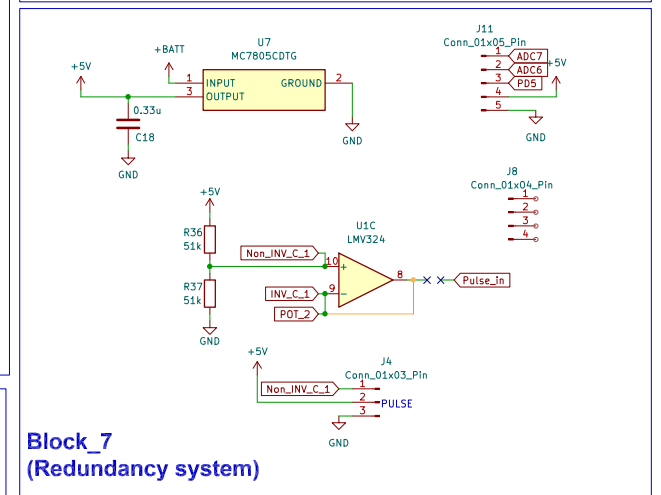 U7
MC7805CDTG
+BATT
+5V
1
INPUT
GROUND
2
3
OUTPUT
0.33u
C18
GND
GND
J11
Conn_01x05_Pin
1
ADC7
2
ADC6
+5V
3
PD5
4
5
GND
J8
Conn_01x04_Pin
1
2
3
4
+5V
R36
51k
R37
51k
GND
U1C
LMV324
Non_INV_C_1
10
+
INV_C_1
9
-
POT_2
8
Pulse_in
+5V
J4
Conn_01x03_Pin
Non_INV_C_1
1
2
PULSE
3
GND
Block_7
(Redundancy system)